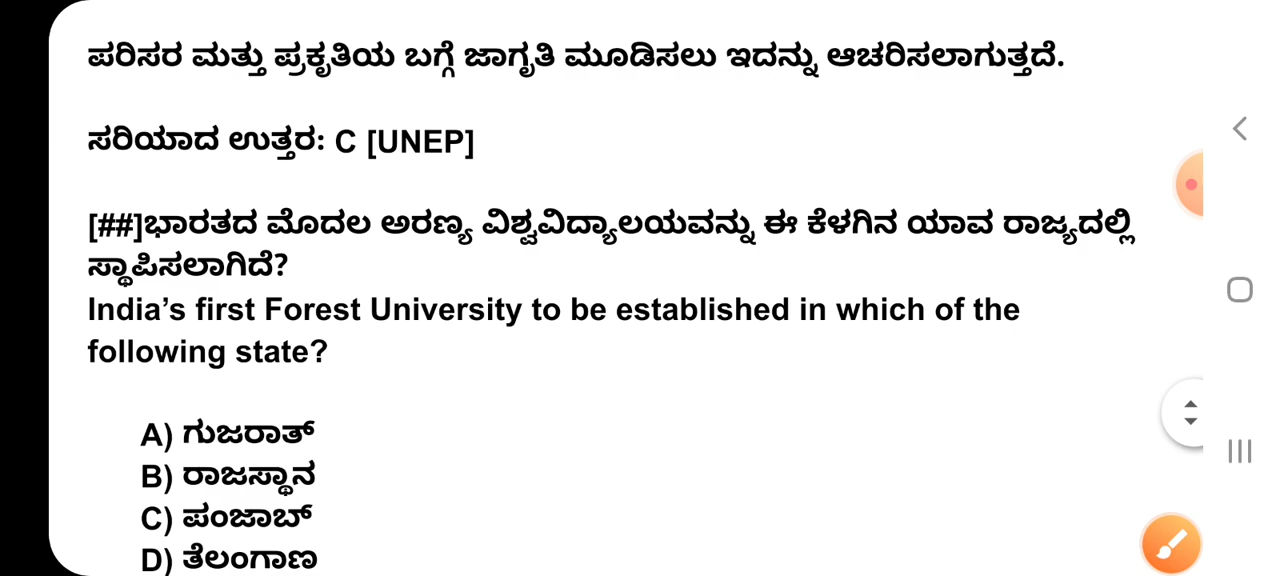 ಪರಿಸರ ಮತ್ತು ಪ್ರಕೃತಿಯ ಬಗ್ಗೆ ಜಾಗೃತಿ ಮೂಡಿಸಲು ಇದನ್ನು ಆಚರಿಸಲಾಗುತ್ತದೆ.
ಸರಿಯಾದ ಉತ್ತರ: C [UNEP]
[##]ಭಾರತದ ಮೊದಲ ಅರಣ್ಯ ವಿಶ್ವವಿದ್ಯಾಲಯವನ್ನು ಈ ಕೆಳಗಿನ ಯಾವ ರಾಜ್ಯದಲ್ಲಿ
ಸ್ಥಾಪಿಸಲಾಗಿದೆ?
India’s first Forest University to be established in which of the
following state?
A) ಗುಜರಾತ್
B) ರಾಜಸ್ಥಾನ
C) ಪಂಜಾಬ್
D) ತೆಲಂಗಾಣ